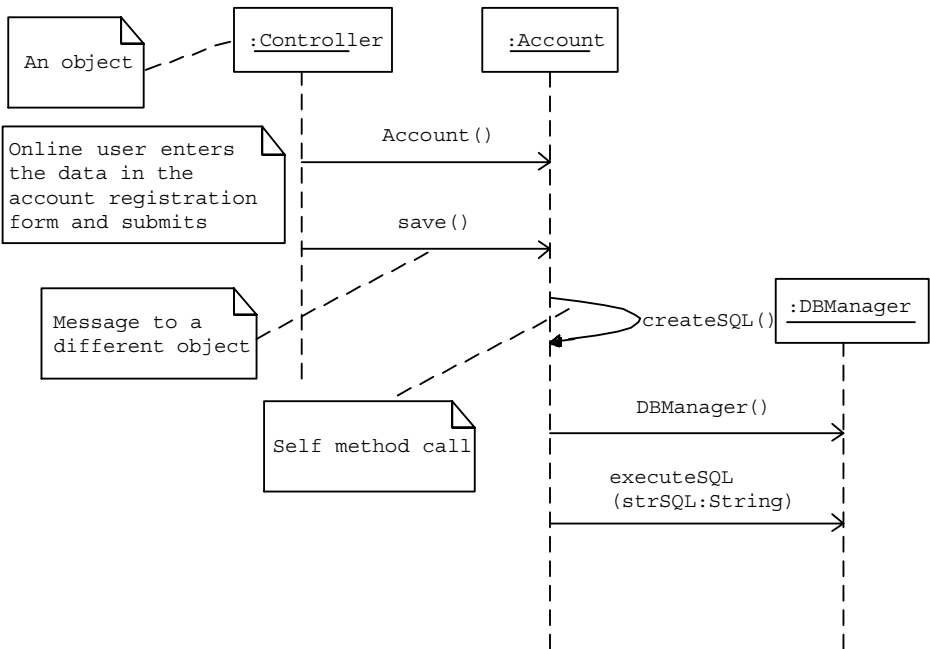 An object
:Controller
:Account
Account()
Online user enters
the data in the
account registration
form and submits
save()
Message to a
different object
createSQL()
:DBManager
Self method call
DBManager()
executeSQL
(strSQL:String)